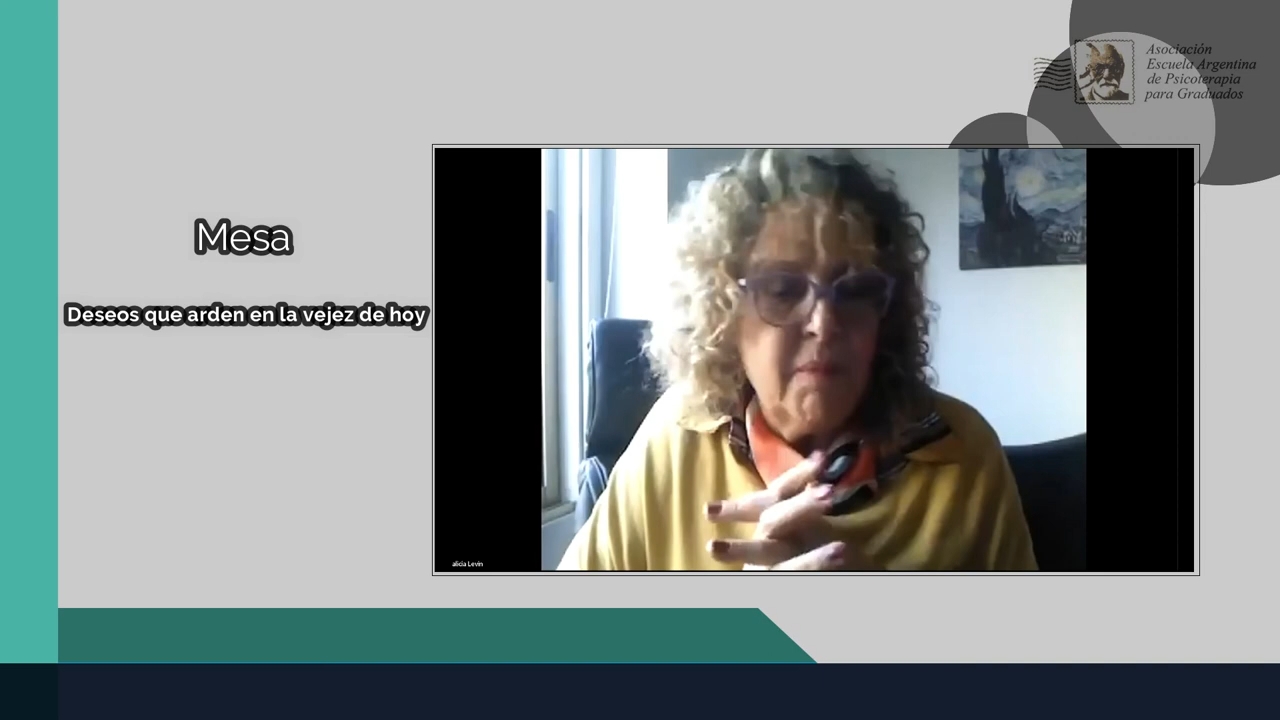 Asociación
Escuela Argentina
de Psicoterapia
para Graduados
Mesa
Deseos que arden en la vejez de hoy
alicia Levin